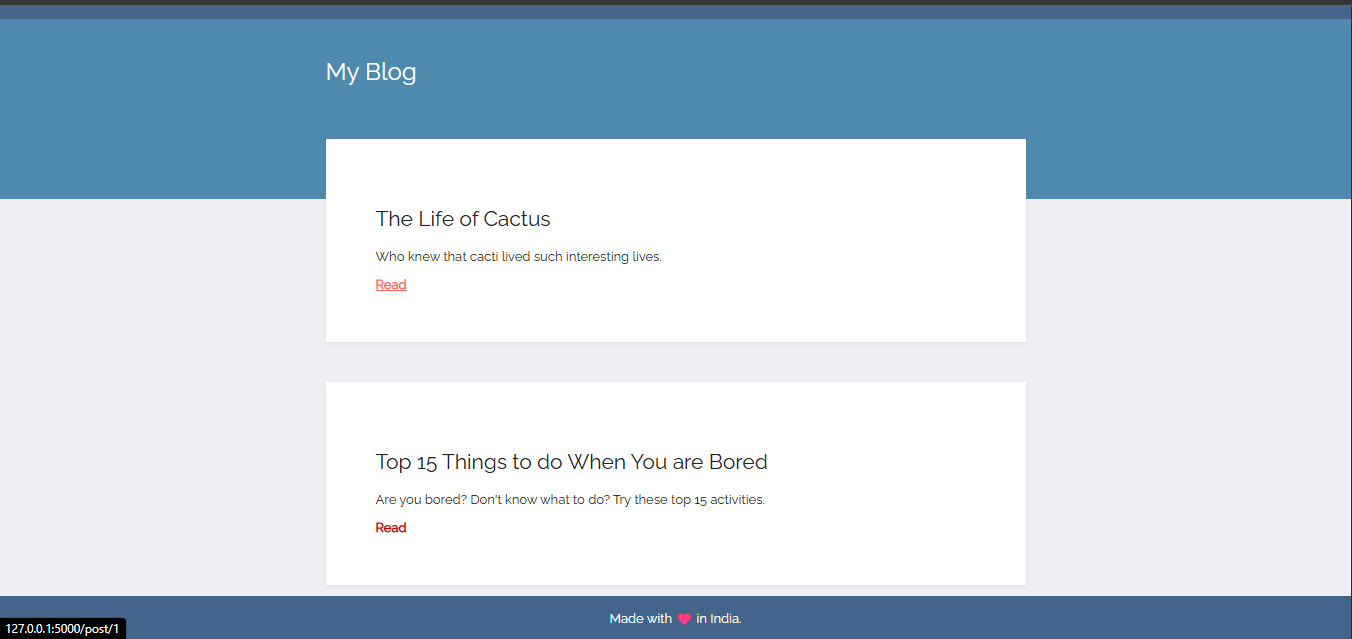 My Blog
The Life of Cactus
Who knew that cacti lived such interesting lives.
Read
Top 15 Things to do When You are Bored
Are you bored? Don't know what to do? Try these top 15 activities.
Read
Made with ❤ in India.
127.0.0.1:5000/post/1